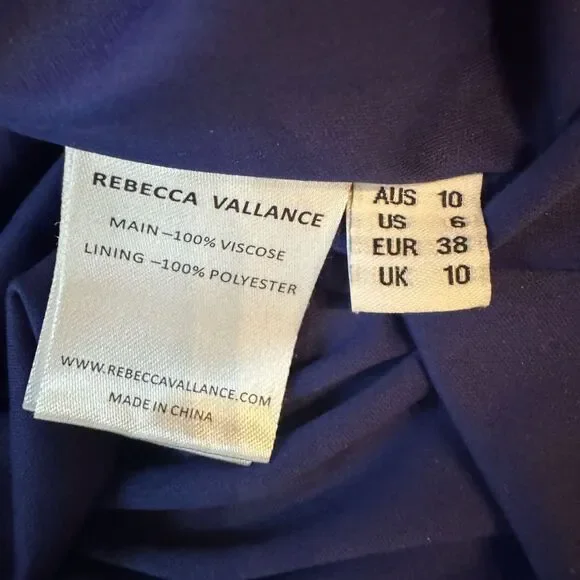 REBECCA VALLANCE
MAIN –100% VISCOSE
LINING –100% POLYESTER
WWW.REBECCAVALLANCE.COM
MADE IN CHINA
AUS 10
US 6
EUR 38
UK 10